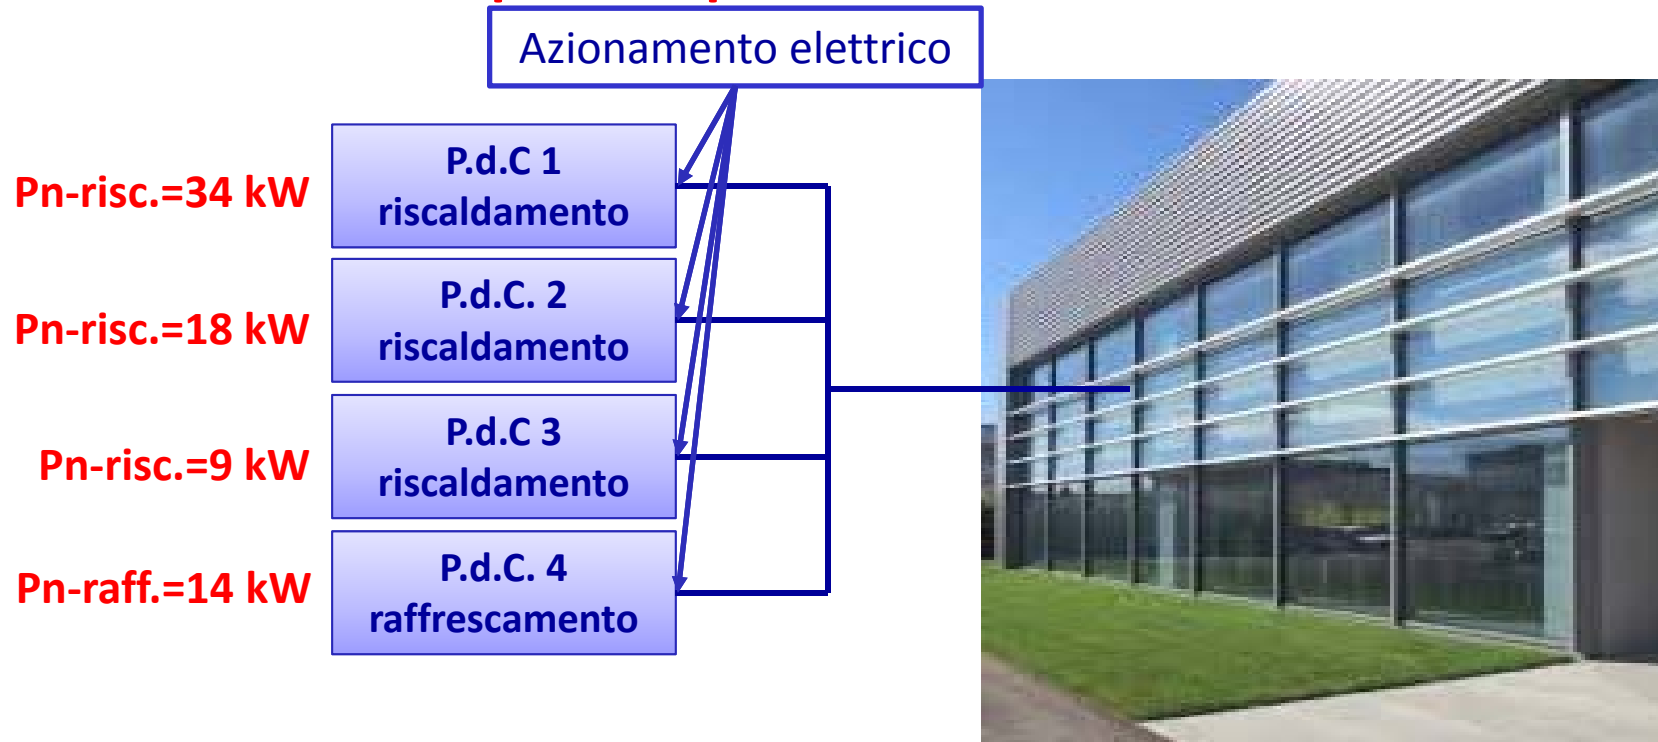 Azionamento elettrico
Pn-risc.=34 kW
P.d.C 1
riscaldamento
Pn-risc.=18 kW
P.d.C. 2
riscaldamento
Pn-risc.=9 kW
P.d.C 3
riscaldamento
Pn-raff.=14 kW
P.d.C. 4
raffrescamento